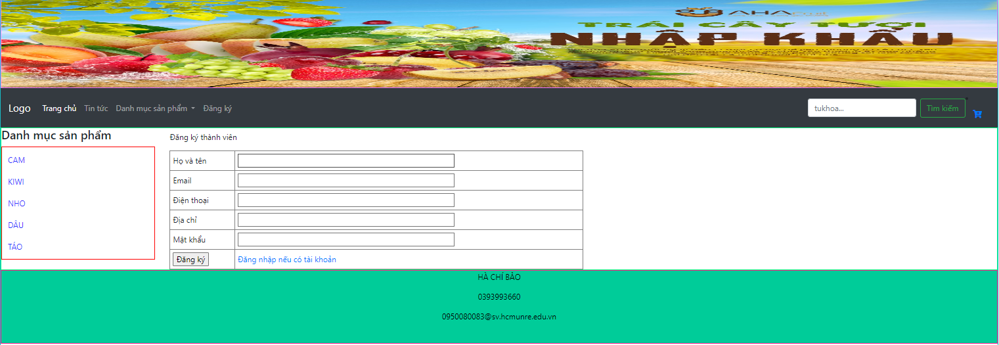 AHA
TRÁI CÂY TƯƠI
NHẬP KHẨU
Logo Trang chủ Tin tức Danh mục sản phẩm Đăng ký tukhoa... Tìm kiếm
Danh mục sản phẩm
CAM
KIWI
NHO
DÂU
TÁO
Đăng ký thành viên
Họ và tên
Email
Điện thoại
Địa chỉ
Mật khẩu
Đăng ký Đăng nhập nếu có tài khoản
HÀ CHÍ BẢO
0393993660
0950080083@sv.hcmunre.edu.vn